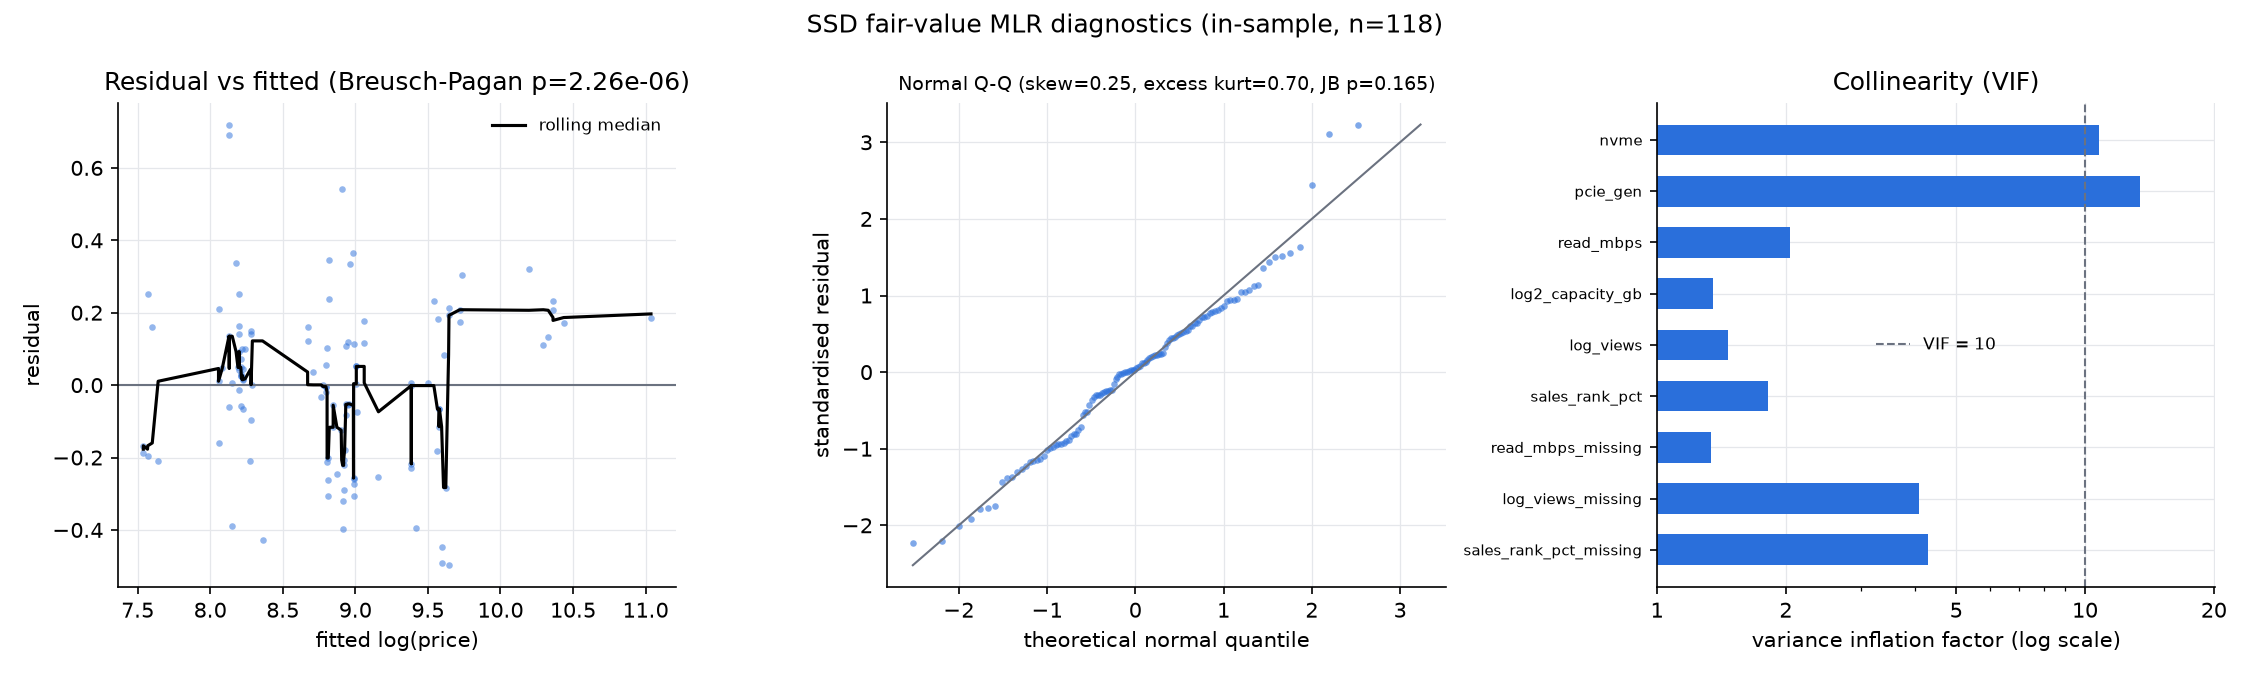 SSD fair-value MLR diagnostics (in-sample, n=118)
Residual vs fitted (Breusch-Pagan p=2.26e-06)
rolling median
0.6
0.4
0.2
0.0
−0.2
−0.4
residual
7.5 8.0 8.5 9.0 9.5 10.0 10.5 11.0
fitted log(price)
Normal Q-Q (skew=0.25, excess kurt=0.70, JB p=0.165)
3
2
1
0
−1
−2
standardised residual
−2 −1 0 1 2 3
theoretical normal quantile
Collinearity (VIF)
nvme
pcie_gen
read_mbps
log2_capacity_gb
log_views
sales_rank_pct
read_mbps_missing
log_views_missing
sales_rank_pct_missing
VIF = 10
1 2 5 10 20
variance inflation factor (log scale)